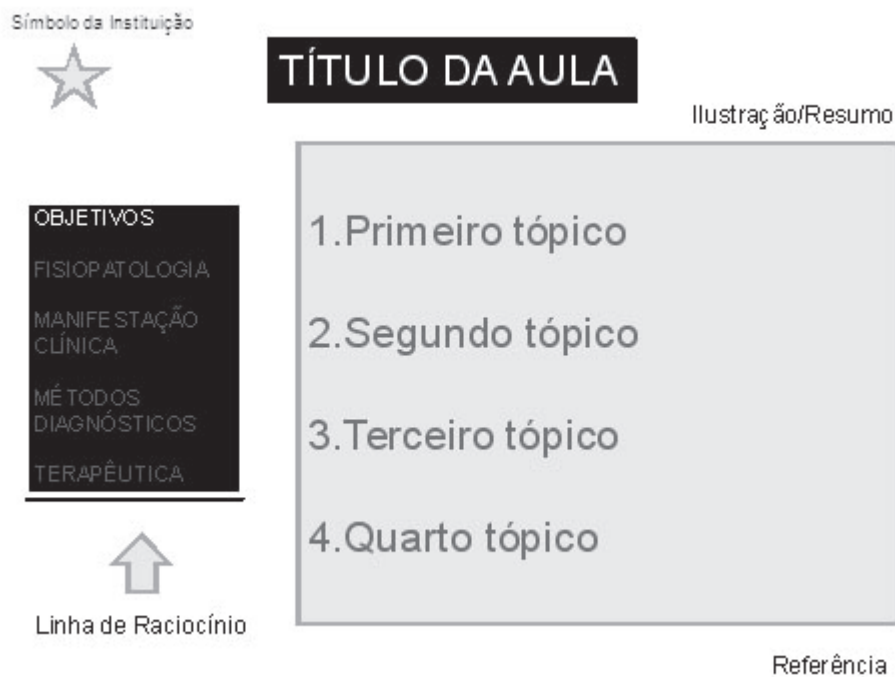 Símbolo da Instituição
TÍTULO DA AULA
Ilustração/Resumo
OBJETIVOS
FISIOPATOLOGIA
MANIFESTAÇÃO
CLÍNICA
MÉTODOS
DIAGNÓSTICOS
TERAPÊUTICA
1.Primeiro tópico
2.Segundo tópico
3.Terceiro tópico
4.Quarto tópico
Linha de Raciocínio
Referência